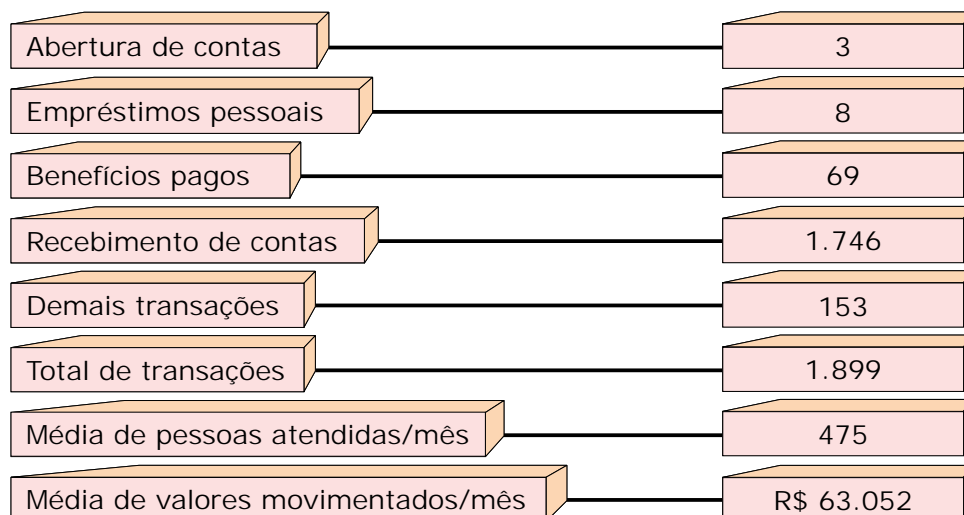 Abertura de contas 3
Empréstimos pessoais 8
Benefícios pagos 69
Recebimento de contas 1.746
Demais transações 153
Total de transações 1.899
Média de pessoas atendidas/mês 475
Média de valores movimentados/mês R$ 63.052